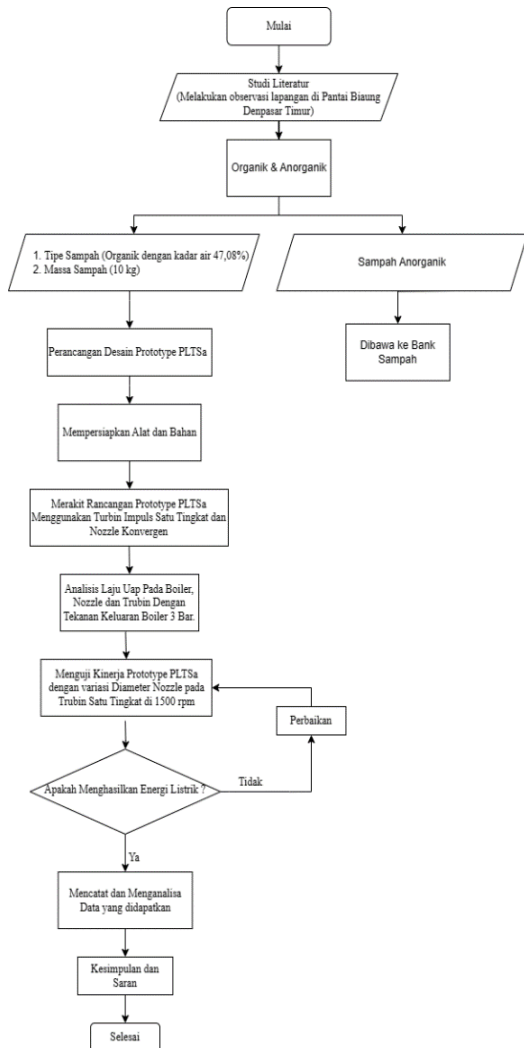 Mulai
Studi Literatur
(Melakukan observasi lapangan di Pantai Biaung
Denpasar Timur)
Organik & Anorganik
1. Tipe Sampah (Organik dengan kadar air 47,08%)
2. Massa Sampah (10 kg)
Sampah Anorganik
Perancangan Desain Prototype PLTSa
Dibawa ke Bank
Sampah
Mempersiapkan Alat dan Bahan
Merakit Rancangan Prototype PLTSa
Menggunakan Turbin Impuls Satu Tingkat dan
Nozzle Konvergen
Analisis Laju Uap Pada Boiler,
Nozzle dan Trubin Dengan
Tekanan Keluaran Boiler 3 Bar.
Menguji Kinerja Prototype PLTSa
dengan variasi Diameter Nozzle pada
Trubin Satu Tingkat di 1500 rpm
Perbaikan
Apakah Menghasilkan Energi Listrik ?
Tidak
Ya
Mencatat dan Menganalisa
Data yang didapatkan
Kesimpulan dan
Saran
Selesai